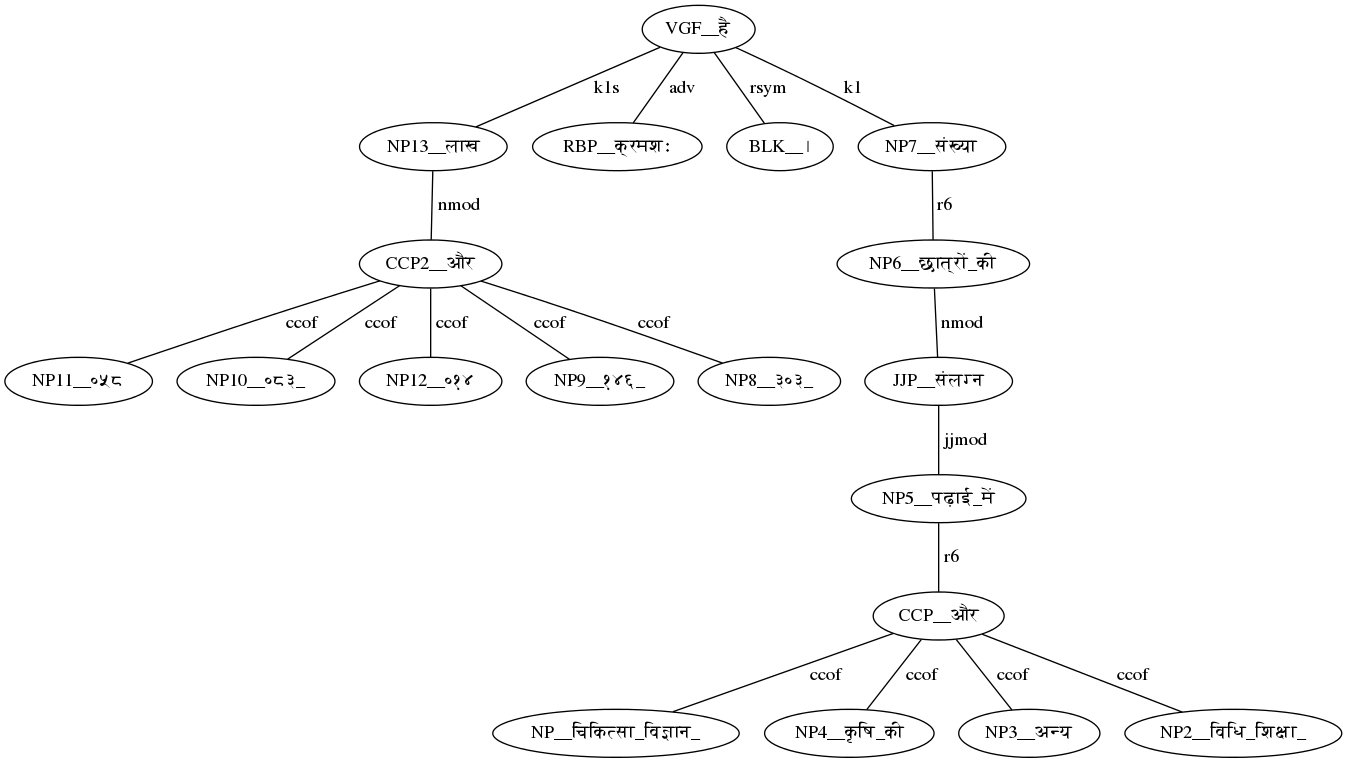 VGF__है
k1s adv rsym k1
NP13__लाख RBP__क्रमशः BLK__। NP7__संख्या
nmod r6
CCP2__और NP6__छात्रों_की
ccof ccof ccof ccof ccof nmod
NP11__०५८ NP10__०८३_ NP12__०१४ NP9__१४६_ NP8__३०३_ JJP__संलग्न
jjmod
NP5__पढ़ाई_में
r6
CCP__और
ccof ccof ccof ccof
NP__चिकित्सा_विज्ञान_ NP4__कृषि_की NP3__अन्य NP2__विधि_शिक्षा_